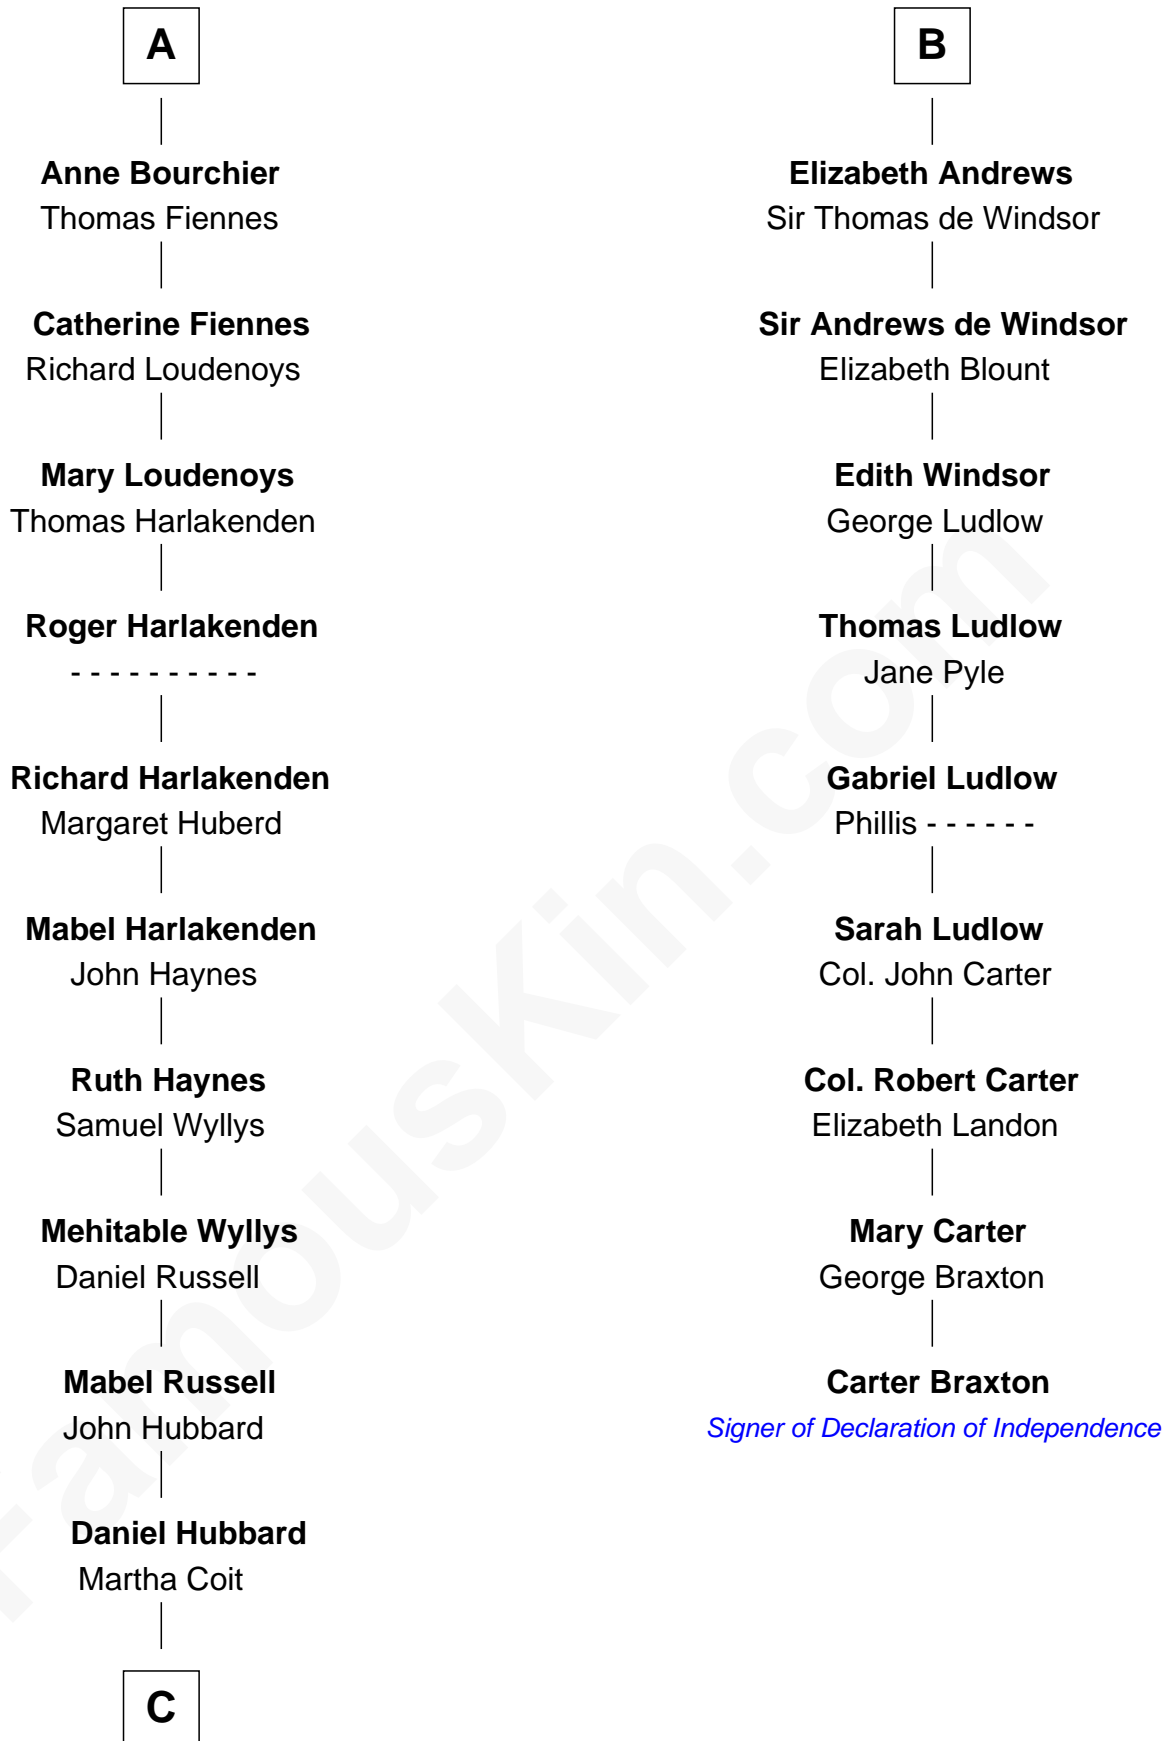 A
Anne Bourchier
Thomas Fiennes
Catherine Fiennes
Richard Loudenoys
Mary Loudenoys
Thomas Harlakenden
Roger Harlakenden
- - - - - - - - - -
Richard Harlakenden
Margaret Huberd
Mabel Harlakenden
John Haynes
Ruth Haynes
Samuel Wyllys
Mehitable Wyllys
Daniel Russell
Mabel Russell
John Hubbard
Daniel Hubbard
Martha Coit
C
B
Elizabeth Andrews
Sir Thomas de Windsor
Sir Andrews de Windsor
Elizabeth Blount
Edith Windsor
George Ludlow
Thomas Ludlow
Jane Pyle
Gabriel Ludlow
Phillis - - - - - -
Sarah Ludlow
Col. John Carter
Col. Robert Carter
Elizabeth Landon
Mary Carter
George Braxton
Carter Braxton
Signer of Declaration of Independence
FamousKin.com